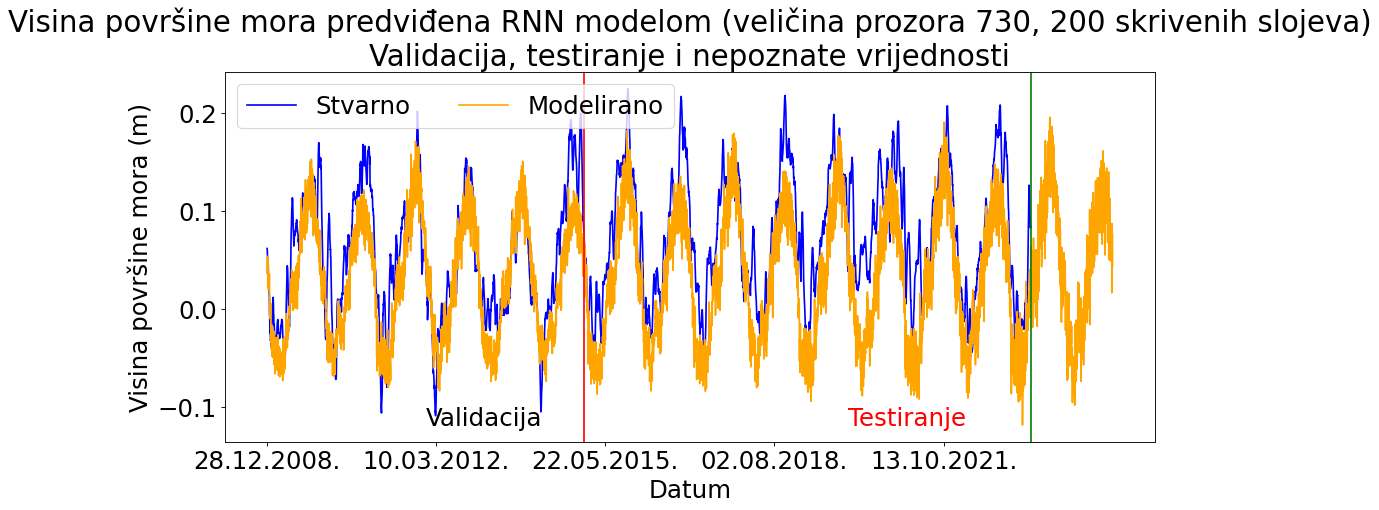 Visina površine mora predviđena RNN modelom (veličina prozora 730, 200 skrivenih slojeva)
Validacija, testiranje i nepoznate vrijednosti
Stvarno
Modelirano
Visina površine mora (m)
0.2
0.1
0.0
−0.1
Validacija
Testiranje
28.12.2008.
10.03.2012.
22.05.2015.
02.08.2018.
13.10.2021.
Datum